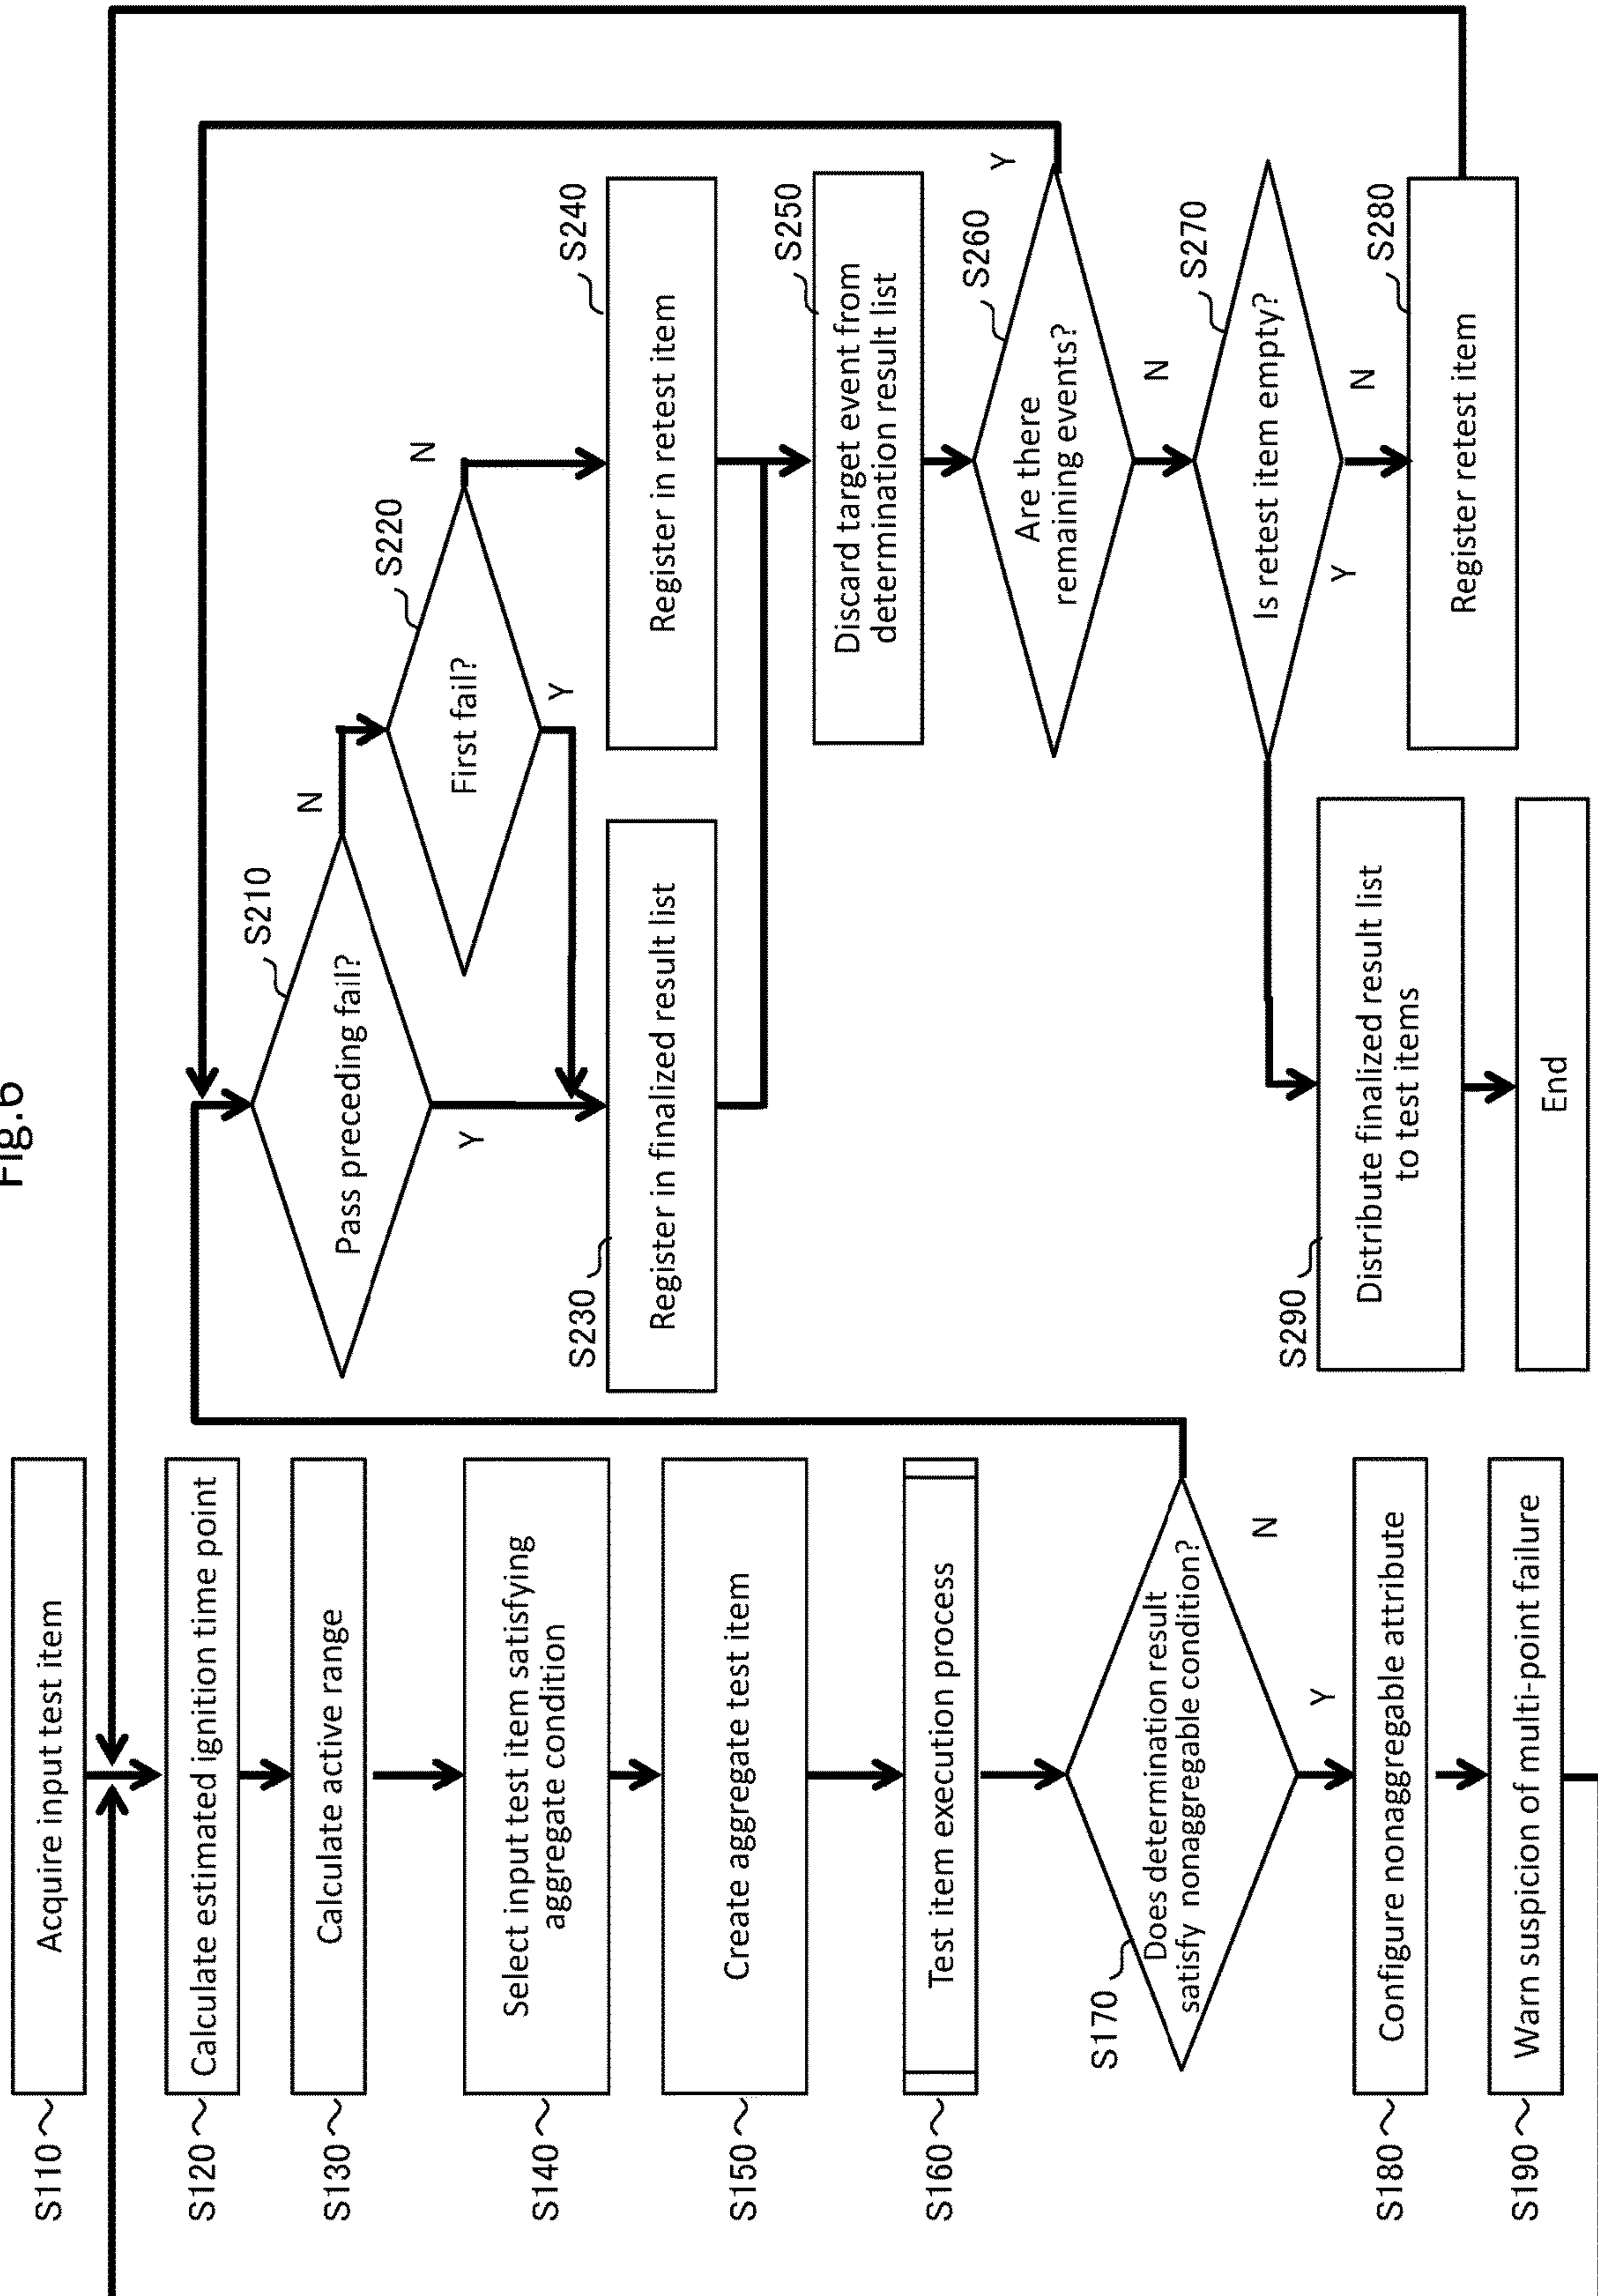 Fig.6
S110
Acquire input test item
S120
Calculate estimated ignition time point
S130
Calculate active range
S140
Select input test item satisfying
aggregate condition
S150
Create aggregate test item
S160
Test item execution process
S170
Does determination result
satisfy nonaggregable condition?
N
Y
S180
Configure nonaggregable attribute
S190
Warn suspicion of multi-point failure
S210
Pass preceding fail?
N
Y
S220
First fail?
N
Y
S230
Register in finalized result list
S240
Register in retest item
S250
Discard target event from
determination result list
S260
Are there
remaining events?
Y
N
S270
Is retest item empty?
Y
N
S280
Register retest item
S290
Distribute finalized result list
to test items
End